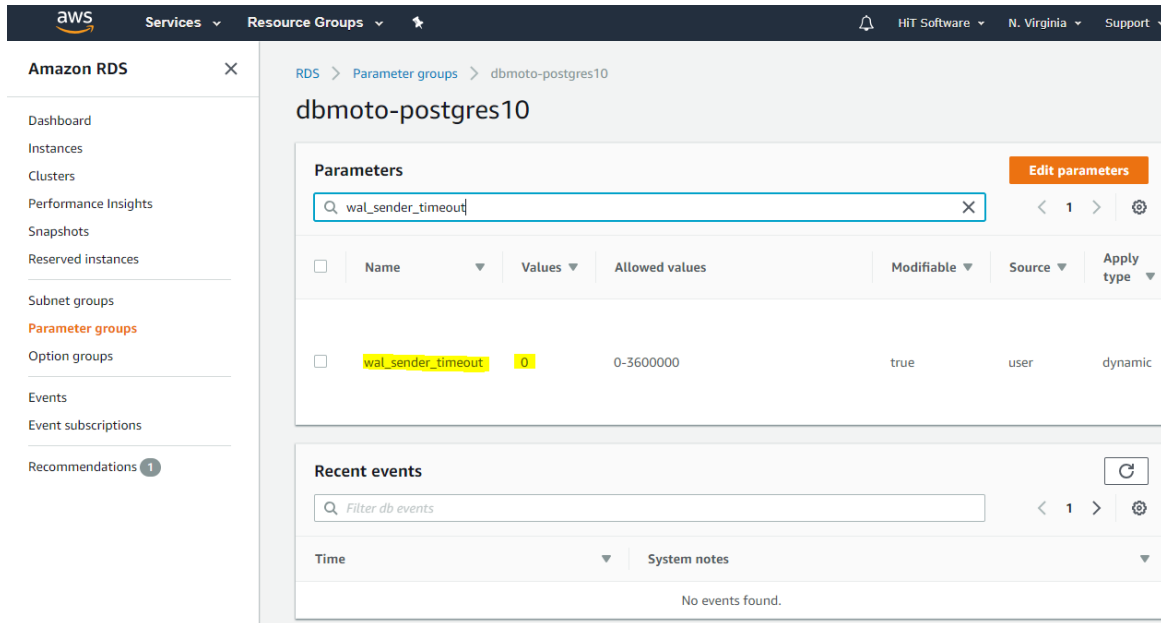 aws Services Resource Groups HiT Software N. Virginia Support
Amazon RDS
Dashboard
Instances
Clusters
Performance Insights
Snapshots
Reserved instances
Subnet groups
Parameter groups
Option groups
Events
Event subscriptions
Recommendations 1
RDS > Parameter groups > dbmoto-postgres10
dbmoto-postgres10
Parameters Edit parameters
wal_sender_timeout 1
Name Values Allowed values Modifiable Source Apply type
wal_sender_timeout 0 0-3600000 true user dynamic
Recent events
Filter db events 1
Time System notes
No events found.